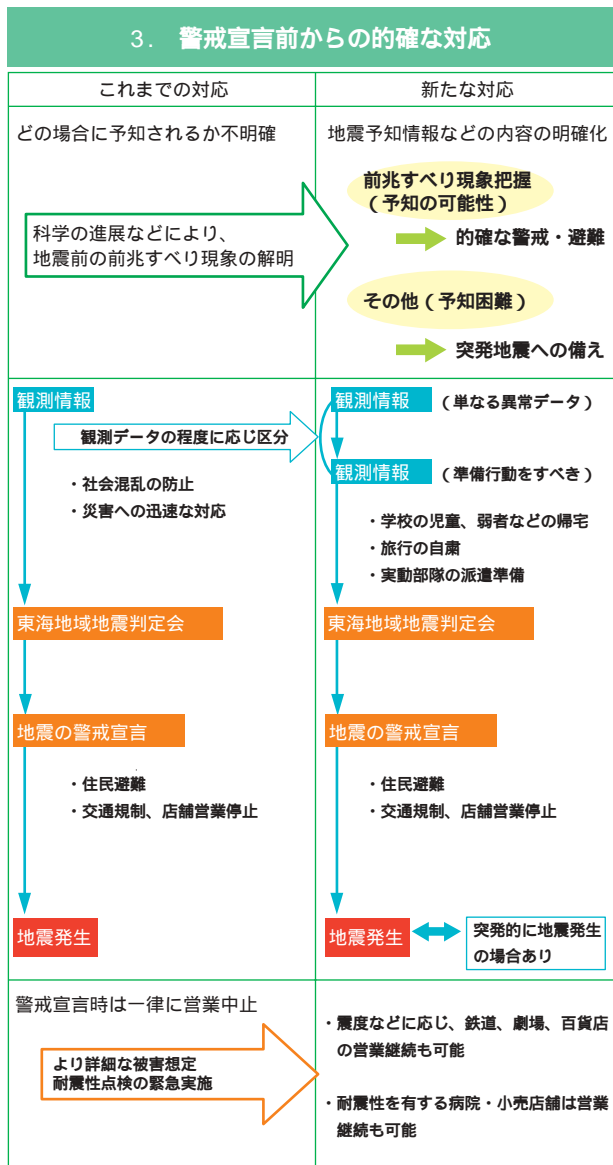 3. 警戒宣言前からの的確な対応
これまでの対応
新たな対応
どの場合に予知されるか不明確
地震予知情報などの内容の明確化
科学の進展などにより、
地震前の前兆すべり現象の解明
前兆すべり現象把握
(予知の可能性)
的確な警戒・避難
その他(予知困難)
突発地震への備え
観測情報
観測データの程度に応じ区分
・社会混乱の防止
・災害への迅速な対応
観測情報 (単なる異常データ)
観測情報 (準備行動をすべき)
・学校の児童、弱者などの帰宅
・旅行の自粛
・実動部隊の派遣準備
東海地域地震判定会
東海地域地震判定会
地震の警戒宣言
地震の警戒宣言
・住民避難
・交通規制、店舗営業停止
・住民避難
・交通規制、店舗営業停止
地震発生
地震発生
突発的に地震発生
の場合あり
警戒宣言時は一律に営業中止
より詳細な被害想定
耐震性点検の緊急実施
・震度などに応じ、鉄道、劇場、百貨店
の営業継続も可能
・耐震性を有する病院・小売店舗は営業
継続も可能